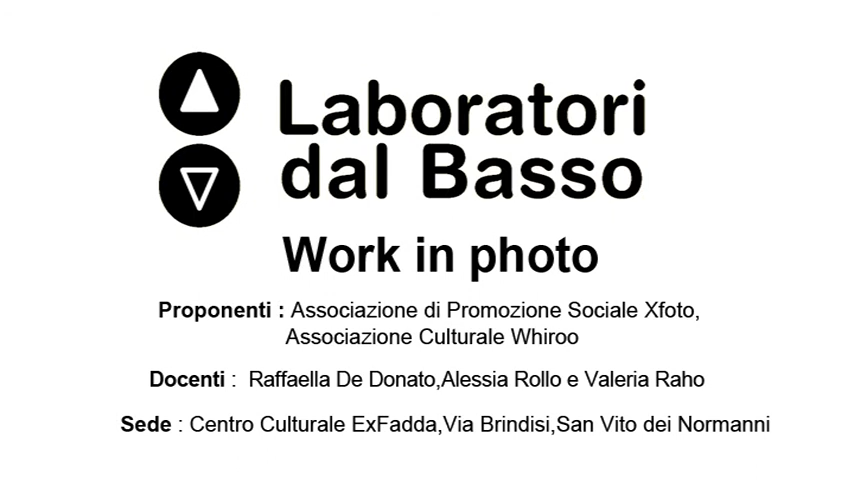 Laboratori
dal Basso
Work in photo
Proponenti : Associazione di Promozione Sociale Xfoto,
Associazione Culturale Whiroo
Docenti :  Raffaella De Donato,Alessia Rollo e Valeria Raho
Sede : Centro Culturale ExFadda,Via Brindisi,San Vito dei Normanni